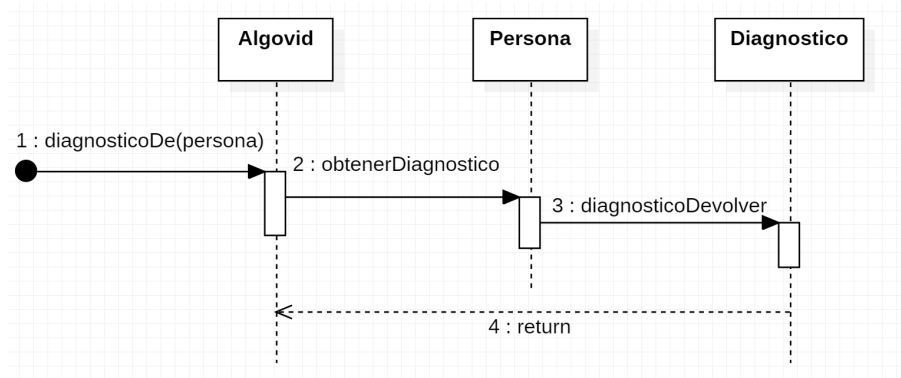 Algovid
Persona
Diagnostico
1 : diagnosticoDe(persona)
2 : obtenerDiagnostico
3 : diagnosticoDevolver
4 : return